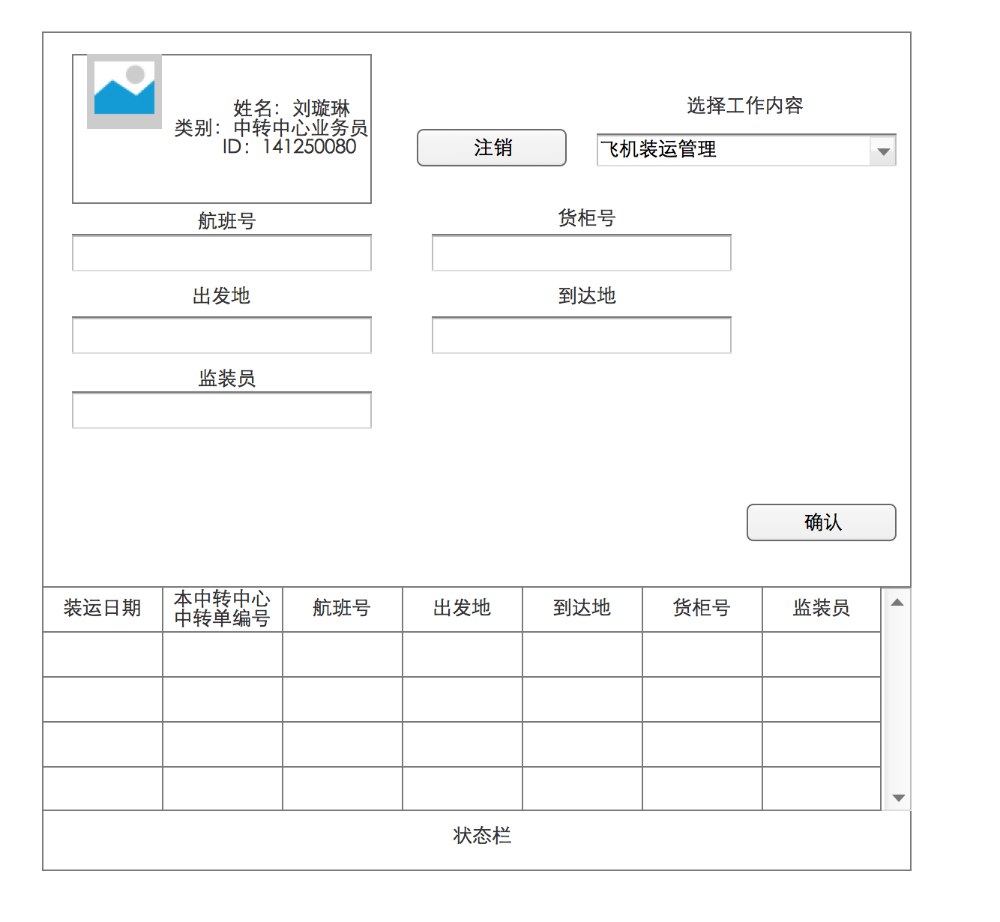 姓名：刘璇琳
类别：中转中心业务员
ID：141250080
注销
选择工作内容
飞机装运管理
航班号
货柜号
出发地
到达地
监装员
确认
装运日期
本中转中心
中转单编号
航班号
出发地
到达地
货柜号
监装员
状态栏